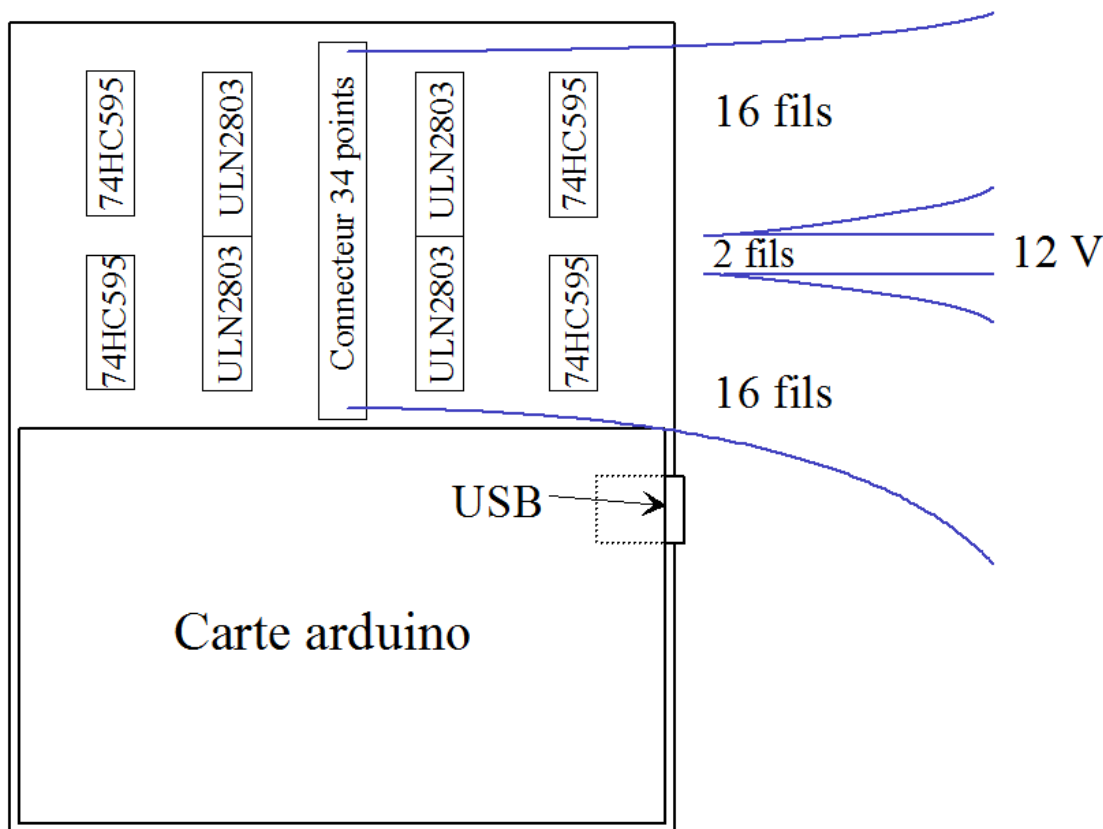 74HC595
ULN2803
Connecteur 34 points
ULN2803
74HC595
16 fils
74HC595
ULN2803
ULN2803
74HC595
2 fils
12 V
16 fils
USB
Carte arduino